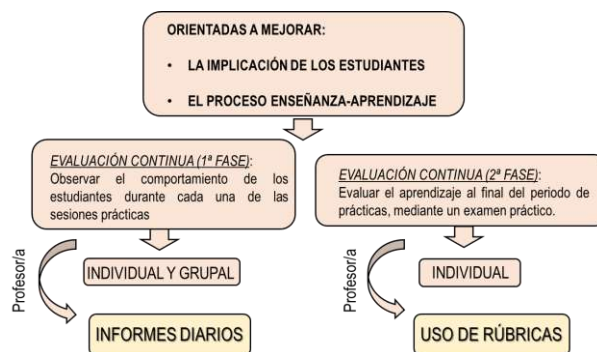 ORIENTADAS A MEJORAR:
• LA IMPLICACIÓN DE LOS ESTUDIANTES
• EL PROCESO ENSEÑANZA-APRENDIZAJE
EVALUACIÓN CONTINUA (1ª FASE):
Observar el comportamiento de los
estudiantes durante cada una de las
sesiones prácticas
EVALUACIÓN CONTINUA (2ª FASE):
Evaluar el aprendizaje al final del periodo de
prácticas, mediante un examen práctico.
Profesor/a
INDIVIDUAL Y GRUPAL
INFORMES DIARIOS
Profesor/a
INDIVIDUAL
USO DE RÚBRICAS